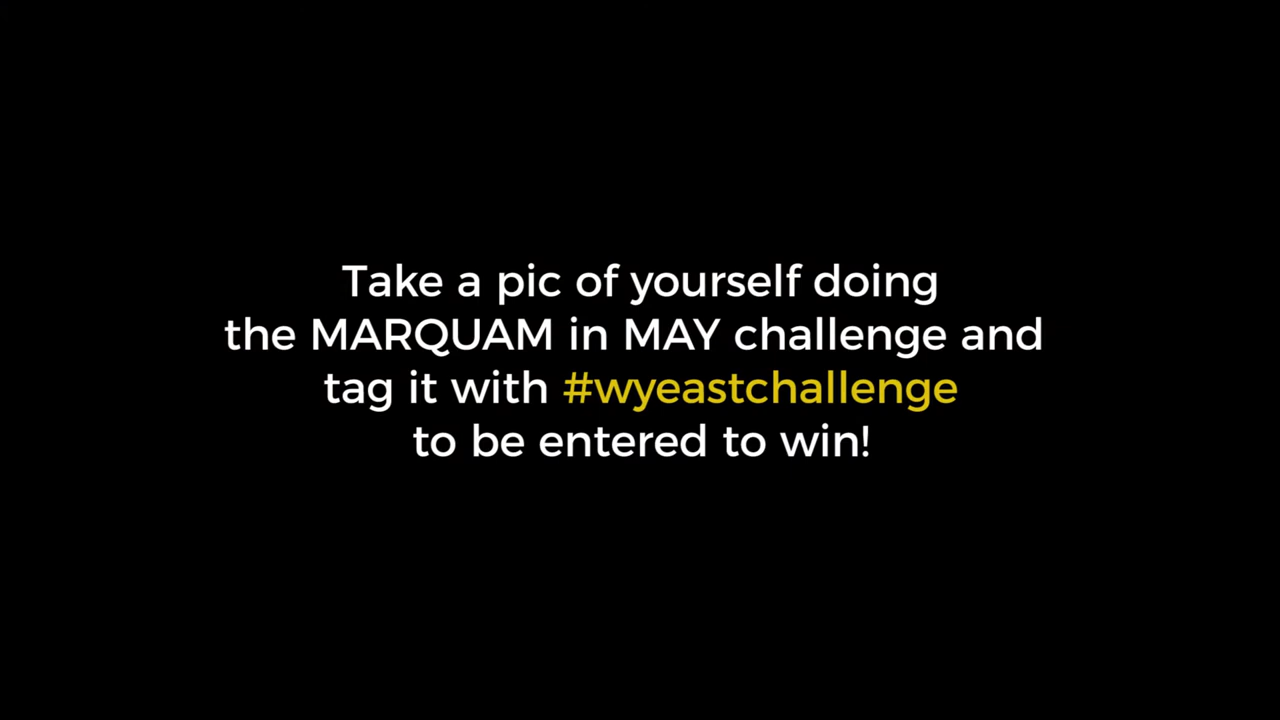 Take a pic of yourself doing
the MARQUAM in MAY challenge and
tag it with #wyeastchallenge
to be entered to win!